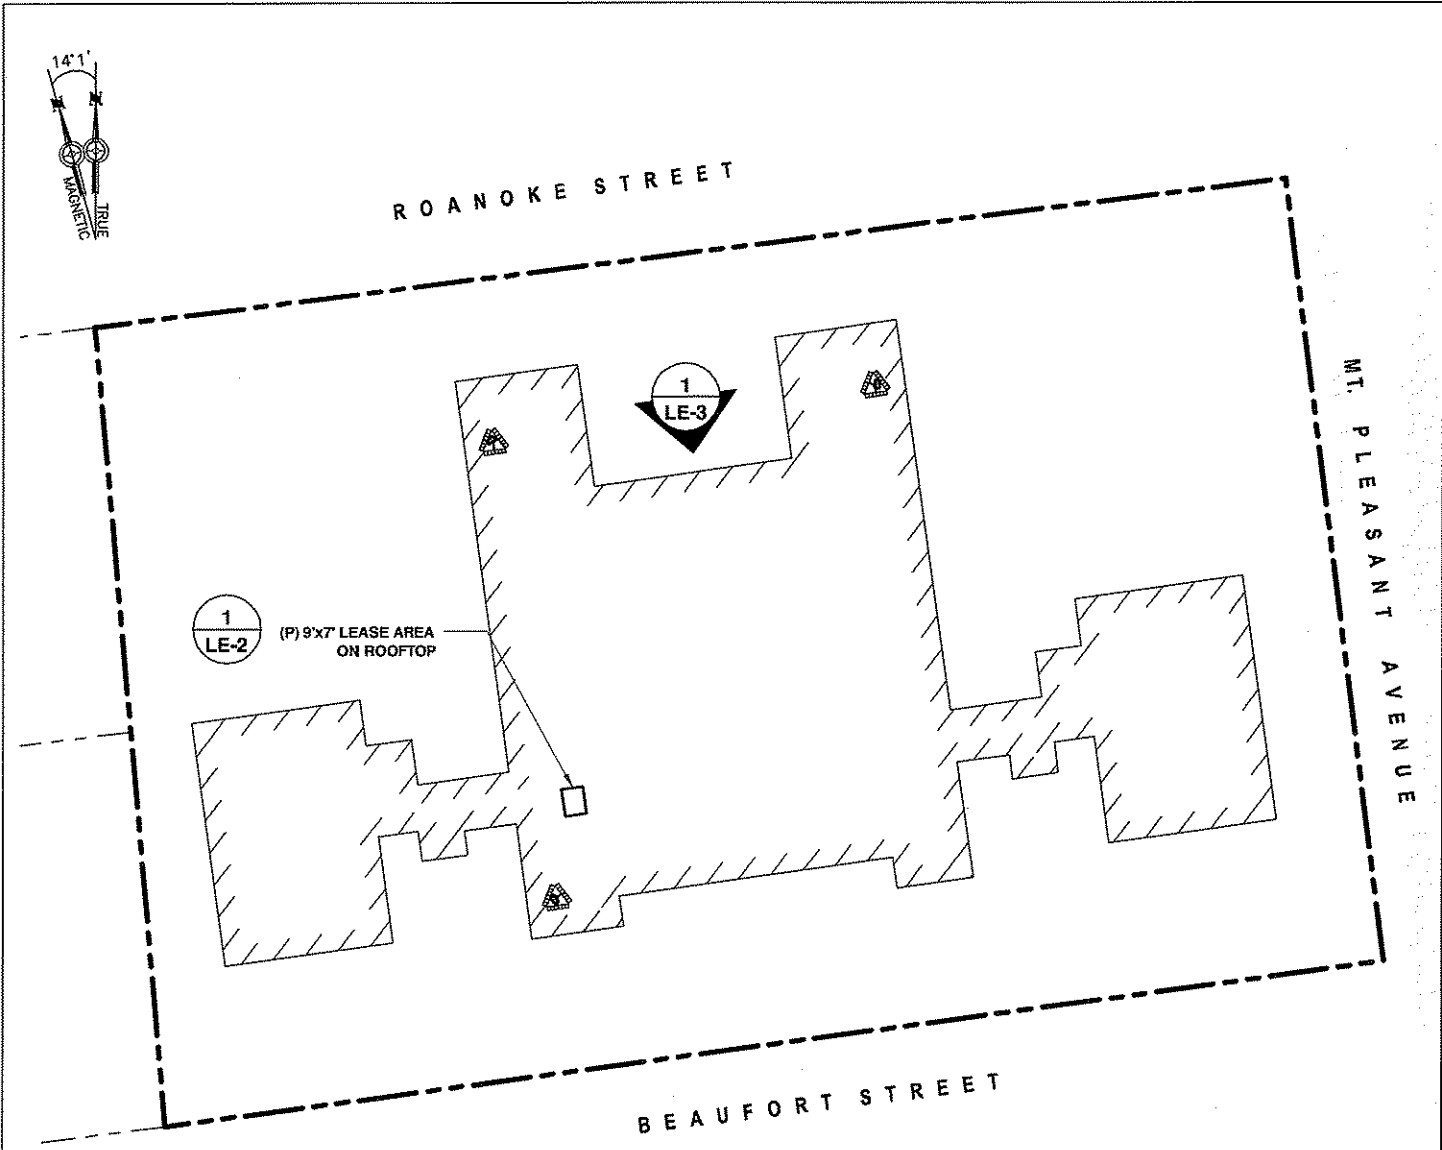 14°1'
N N
MAGNETIC
TRUE
ROANOKE STREET
1
LE-3
MT. PLEASANT AVENUE
1
LE-2
(P) 9'x7' LEASE AREA
ON ROOFTOP
BEAUFORT STREET